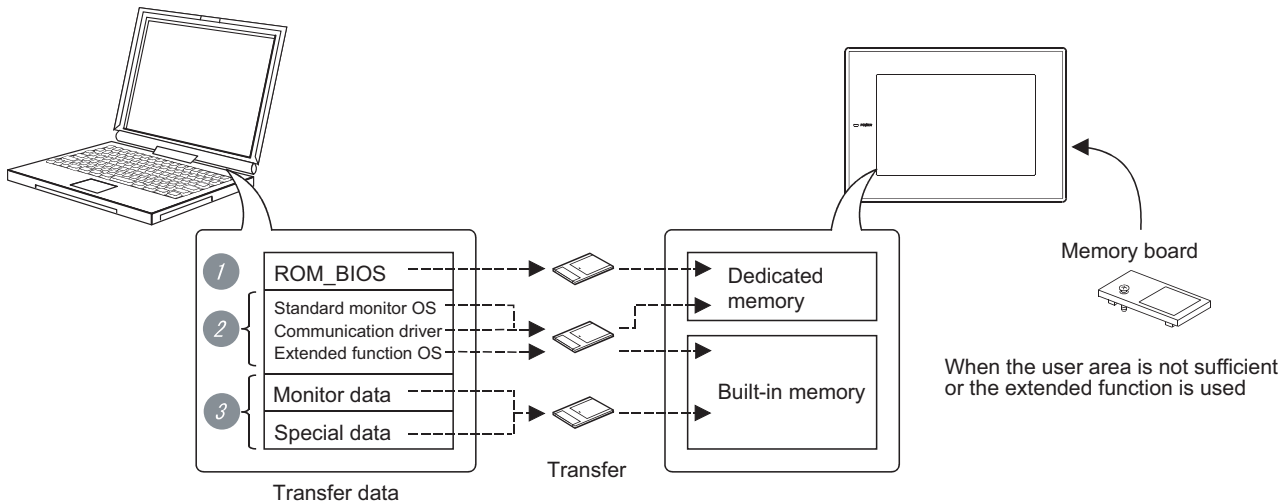 1
ROM_BIOS
2
Standard monitor OS
Communication driver
Extended function OS
3
Monitor data
Special data
Transfer data
Transfer
Dedicated
memory
Built-in memory
Memory board
When the user area is not sufficient
or the extended function is used